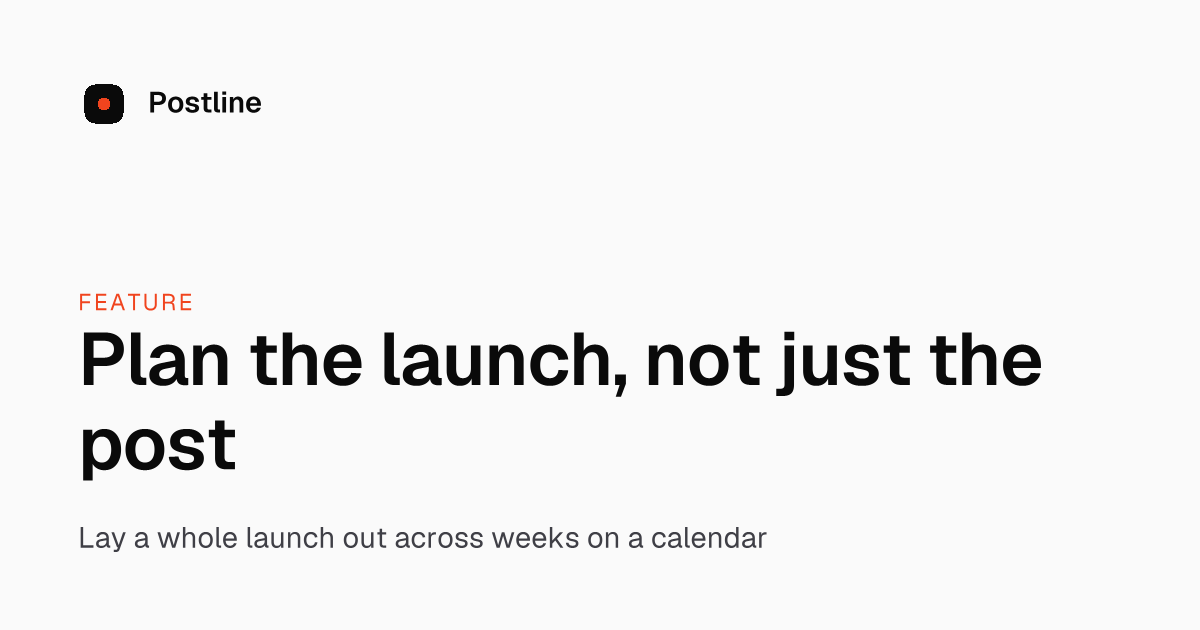 Postline
FEATURE
Plan the launch, not just the
post
Lay a whole launch out across weeks on a calendar